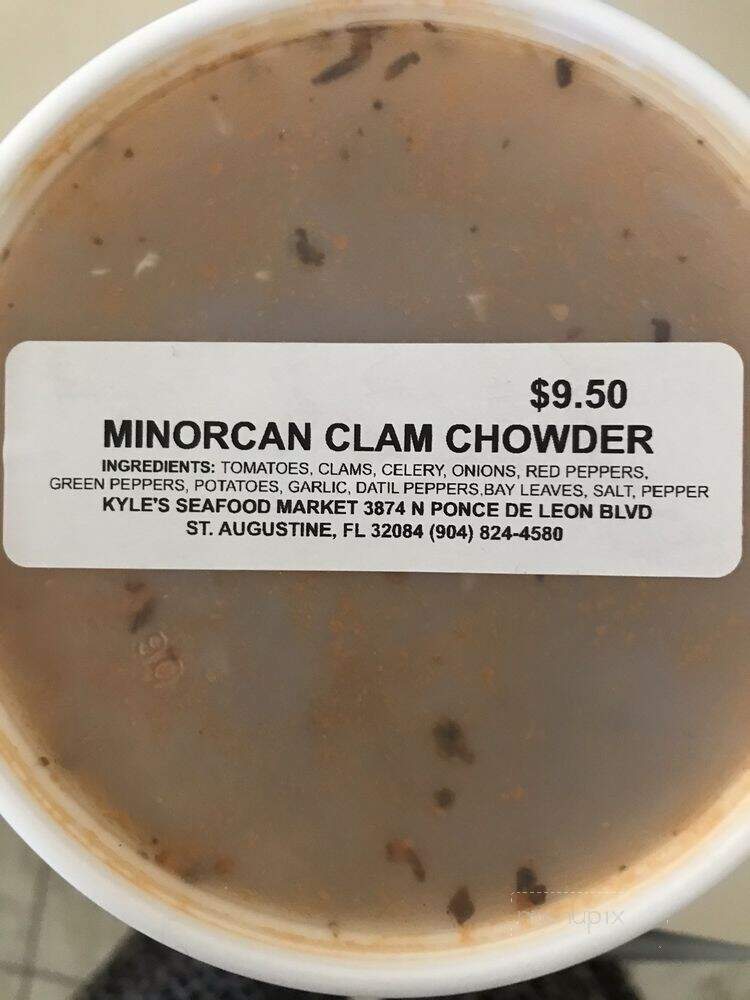 $9.50
MINORCAN CLAM CHOWDER
INGREDIENTS: TOMATOES, CLAMS, CELERY, ONIONS, RED PEPPERS,
GREEN PEPPERS, POTATOES, GARLIC, DATIL PEPPERS,BAY LEAVES, SALT, PEPPER
KYLE'S SEAFOOD MARKET 3874 N PONCE DE LEON BLVD
ST. AUGUSTINE, FL 32084 (904) 824-4580
menupix